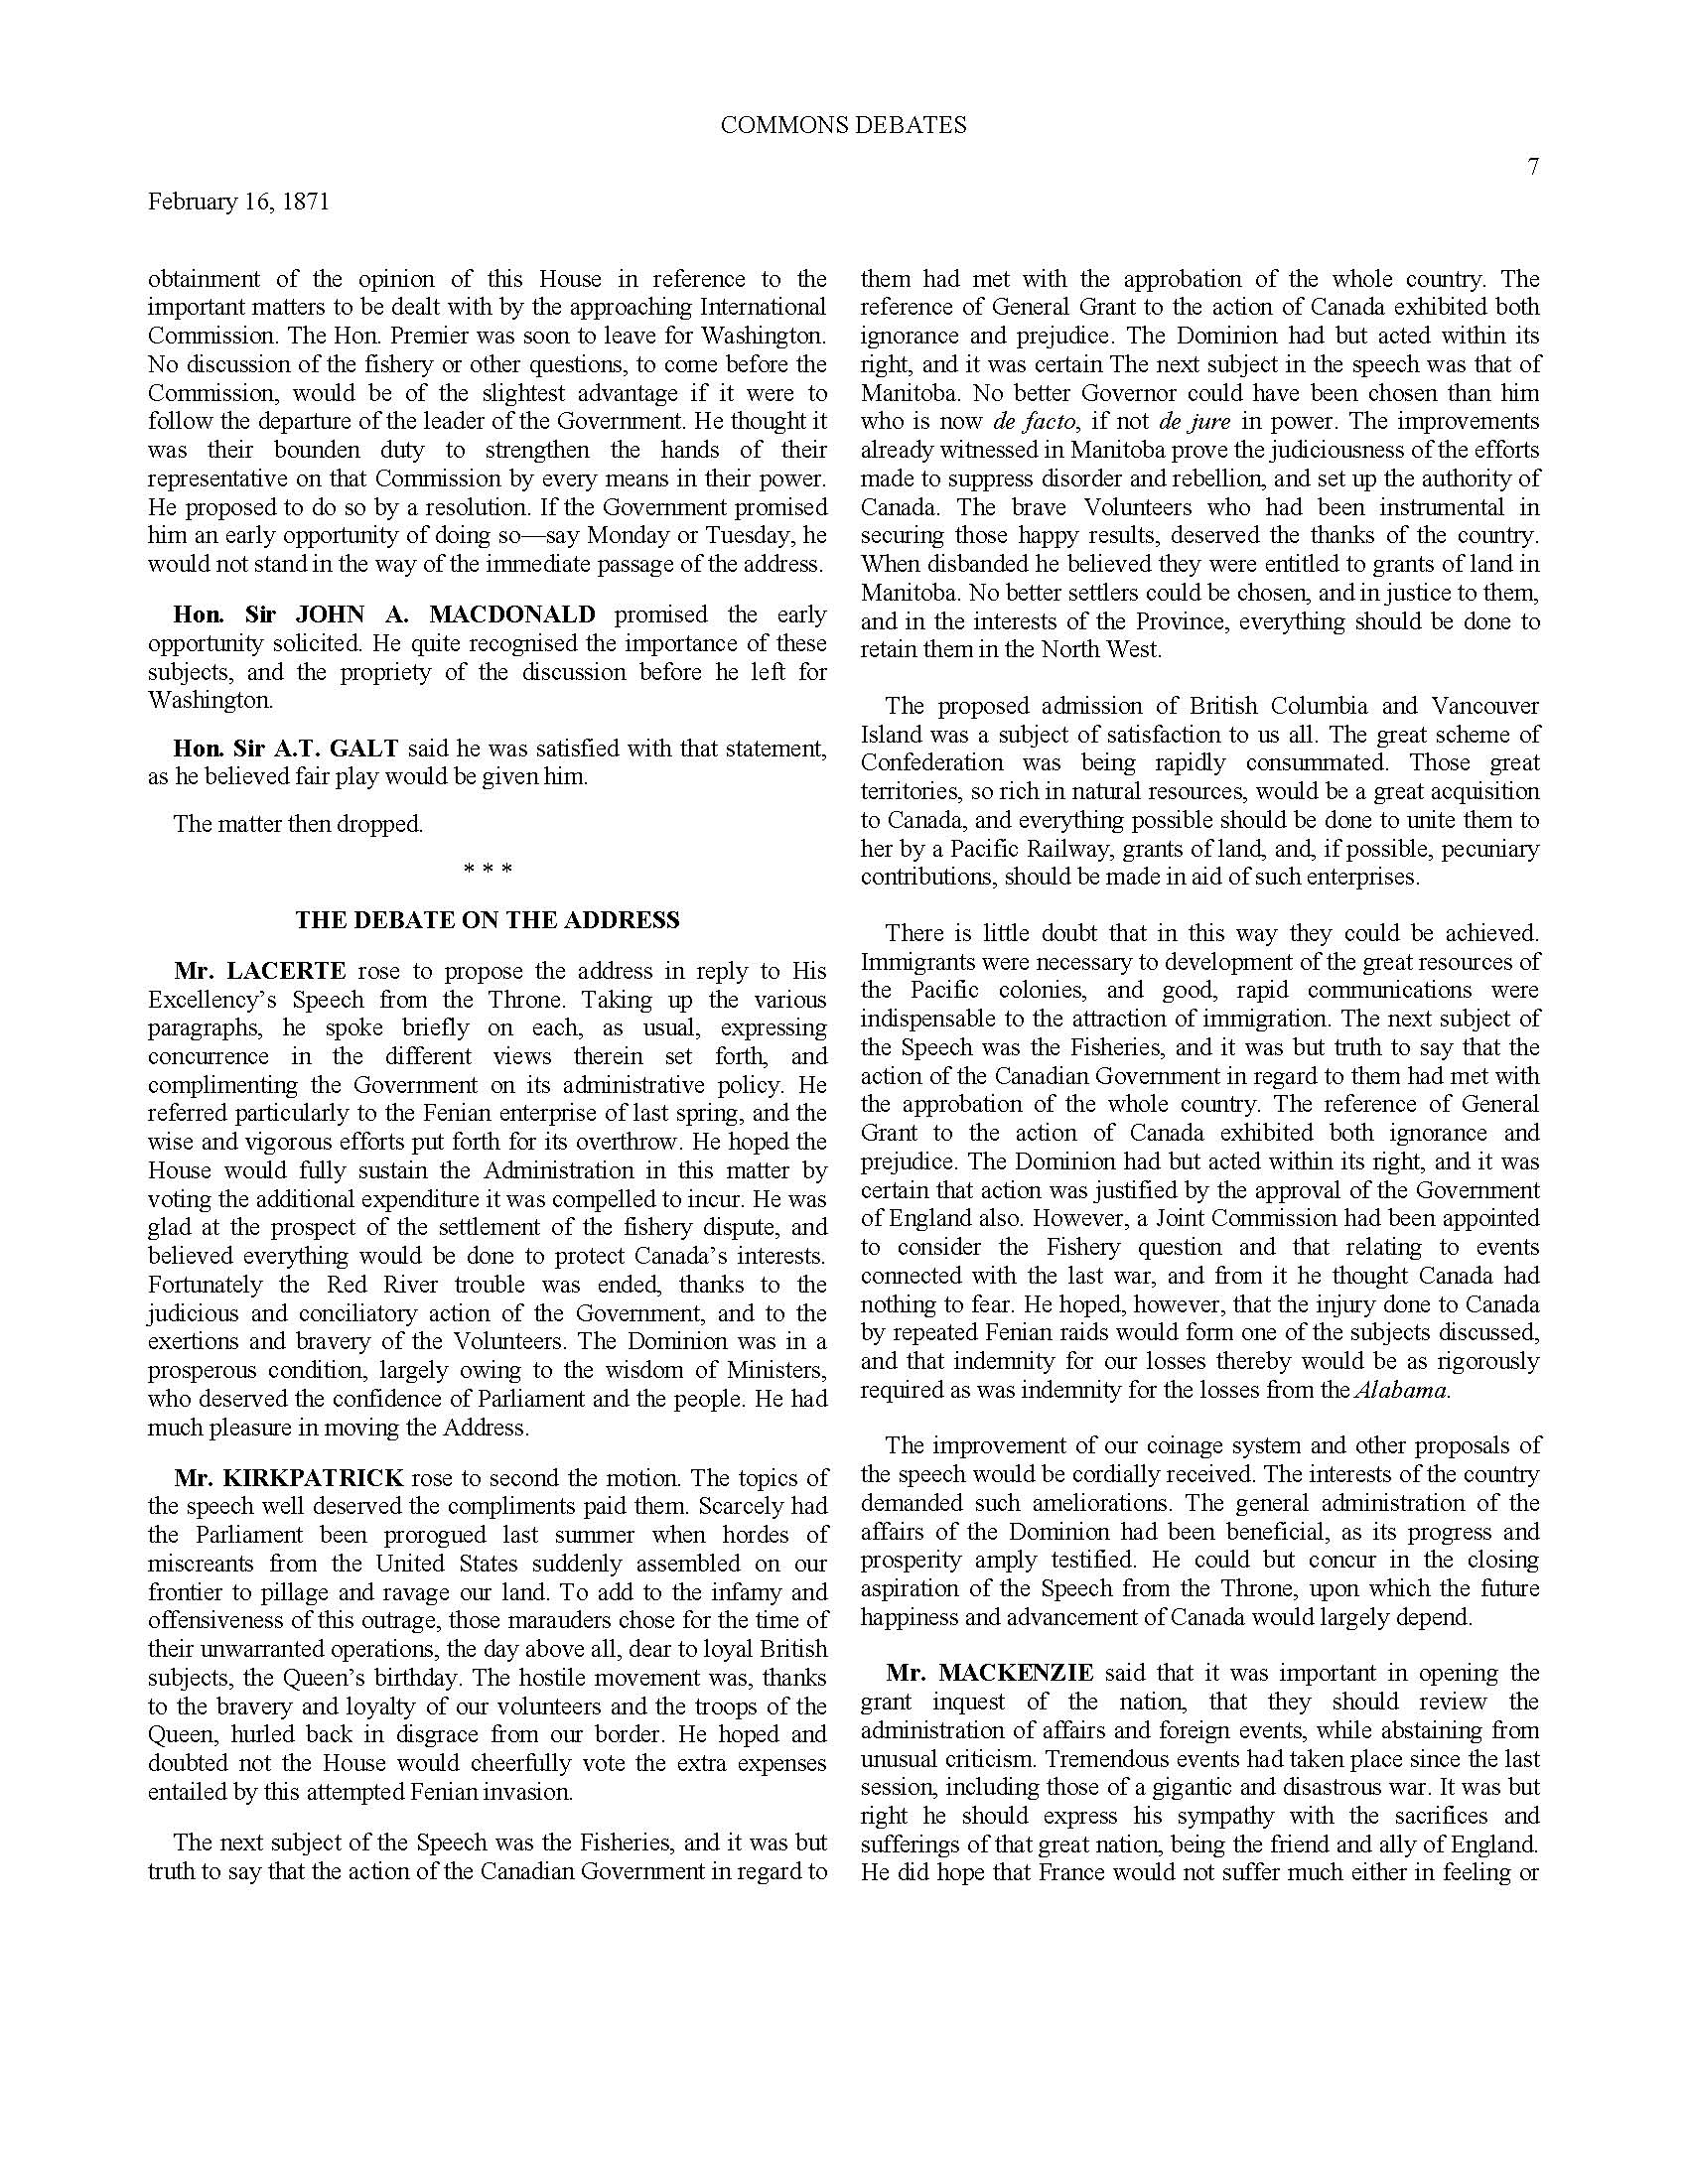 COMMONS DEBATES
7
February 16, 1871
obtainment of the opinion of this House in reference to the
important matters to be dealt with by the approaching International
Commission. The Hon. Premier was soon to leave for Washington.
No discussion of the fishery or other questions, to come before the
Commission, would be of the slightest advantage if it were to
follow the departure of the leader of the Government. He thought it
was their bounden duty to strengthen the hands of their
representative on that Commission by every means in their power.
He proposed to do so by a resolution. If the Government promised
him an early opportunity of doing so—say Monday or Tuesday, he
would not stand in the way of the immediate passage of the address.
Hon. Sir JOHN A. MACDONALD promised the early
opportunity solicited. He quite recognised the importance of these
subjects, and the propriety of the discussion before he left for
Washington.
Hon. Sir A.T. GALT said he was satisfied with that statement,
as he believed fair play would be given him.
The matter then dropped.
* * *
THE DEBATE ON THE ADDRESS
Mr. LACERTE rose to propose the address in reply to His
Excellency’s Speech from the Throne. Taking up the various
paragraphs, he spoke briefly on each, as usual, expressing
concurrence in the different views therein set forth, and
complimenting the Government on its administrative policy. He
referred particularly to the Fenian enterprise of last spring, and the
wise and vigorous efforts put forth for its overthrow. He hoped the
House would fully sustain the Administration in this matter by
voting the additional expenditure it was compelled to incur. He was
glad at the prospect of the settlement of the fishery dispute, and
believed everything would be done to protect Canada’s interests.
Fortunately the Red River trouble was ended, thanks to the
judicious and conciliatory action of the Government, and to the
exertions and bravery of the Volunteers. The Dominion was in a
prosperous condition, largely owing to the wisdom of Ministers,
who deserved the confidence of Parliament and the people. He had
much pleasure in moving the Address.
Mr. KIRKPATRICK rose to second the motion. The topics of
the speech well deserved the compliments paid them. Scarcely had
the Parliament been prorogued last summer when hordes of
miscreants from the United States suddenly assembled on our
frontier to pillage and ravage our land. To add to the infamy and
offensiveness of this outrage, those marauders chose for the time of
their unwarranted operations, the day above all, dear to loyal British
subjects, the Queen’s birthday. The hostile movement was, thanks
to the bravery and loyalty of our volunteers and the troops of the
Queen, hurled back in disgrace from our border. He hoped and
doubted not the House would cheerfully vote the extra expenses
entailed by this attempted Fenian invasion.
The next subject of the Speech was the Fisheries, and it was but
truth to say that the action of the Canadian Government in regard to
them had met with the approbation of the whole country. The
reference of General Grant to the action of Canada exhibited both
ignorance and prejudice. The Dominion had but acted within its
right, and it was certain The next subject in the speech was that of
Manitoba. No better Governor could have been chosen than him
who is now de facto, if not de jure in power. The improvements
already witnessed in Manitoba prove the judiciousness of the efforts
made to suppress disorder and rebellion, and set up the authority of
Canada. The brave Volunteers who had been instrumental in
securing those happy results, deserved the thanks of the country.
When disbanded he believed they were entitled to grants of land in
Manitoba. No better settlers could be chosen, and in justice to them,
and in the interests of the Province, everything should be done to
retain them in the North West.
The proposed admission of British Columbia and Vancouver
Island was a subject of satisfaction to us all. The great scheme of
Confederation was being rapidly consummated. Those great
territories, so rich in natural resources, would be a great acquisition
to Canada, and everything possible should be done to unite them to
her by a Pacific Railway, grants of land, and, if possible, pecuniary
contributions, should be made in aid of such enterprises.
There is little doubt that in this way they could be achieved.
Immigrants were necessary to development of the great resources of
the Pacific colonies, and good, rapid communications were
indispensable to the attraction of immigration. The next subject of
the Speech was the Fisheries, and it was but truth to say that the
action of the Canadian Government in regard to them had met with
the approbation of the whole country. The reference of General
Grant to the action of Canada exhibited both ignorance and
prejudice. The Dominion had but acted within its right, and it was
certain that action was justified by the approval of the Government
of England also. However, a Joint Commission had been appointed
to consider the Fishery question and that relating to events
connected with the last war, and from it he thought Canada had
nothing to fear. He hoped, however, that the injury done to Canada
by repeated Fenian raids would form one of the subjects discussed,
and that indemnity for our losses thereby would be as rigorously
required as was indemnity for the losses from the Alabama.
The improvement of our coinage system and other proposals of
the speech would be cordially received. The interests of the country
demanded such ameliorations. The general administration of the
affairs of the Dominion had been beneficial, as its progress and
prosperity amply testified. He could but concur in the closing
aspiration of the Speech from the Throne, upon which the future
happiness and advancement of Canada would largely depend.
Mr. MACKENZIE said that it was important in opening the
grant inquest of the nation, that they should review the
administration of affairs and foreign events, while abstaining from
unusual criticism. Tremendous events had taken place since the last
session, including those of a gigantic and disastrous war. It was but
right he should express his sympathy with the sacrifices and
sufferings of that great nation, being the friend and ally of England.
He did hope that France would not suffer much either in feeling or